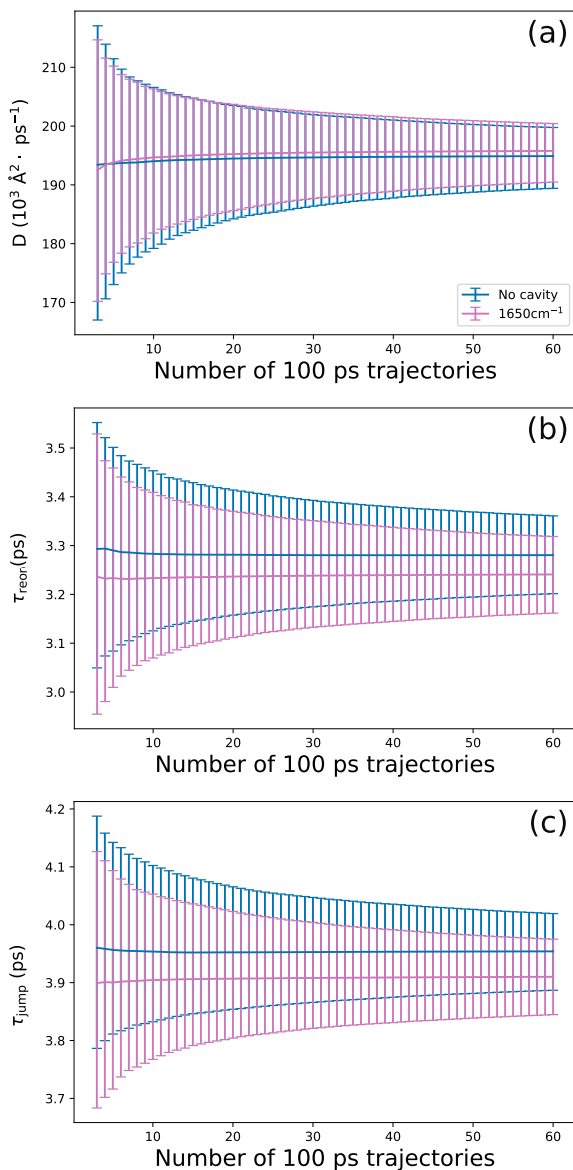 (a)
210
200
190
180
170
D (10³ Å² · ps⁻¹)
No cavity
1650cm⁻¹
10 20 30 40 50 60
Number of 100 ps trajectories
(b)
3.5
3.4
3.3
3.2
3.1
3.0
τreor(ps)
10 20 30 40 50 60
Number of 100 ps trajectories
(c)
4.2
4.1
4.0
3.9
3.8
3.7
τjump (ps)
10 20 30 40 50 60
Number of 100 ps trajectories